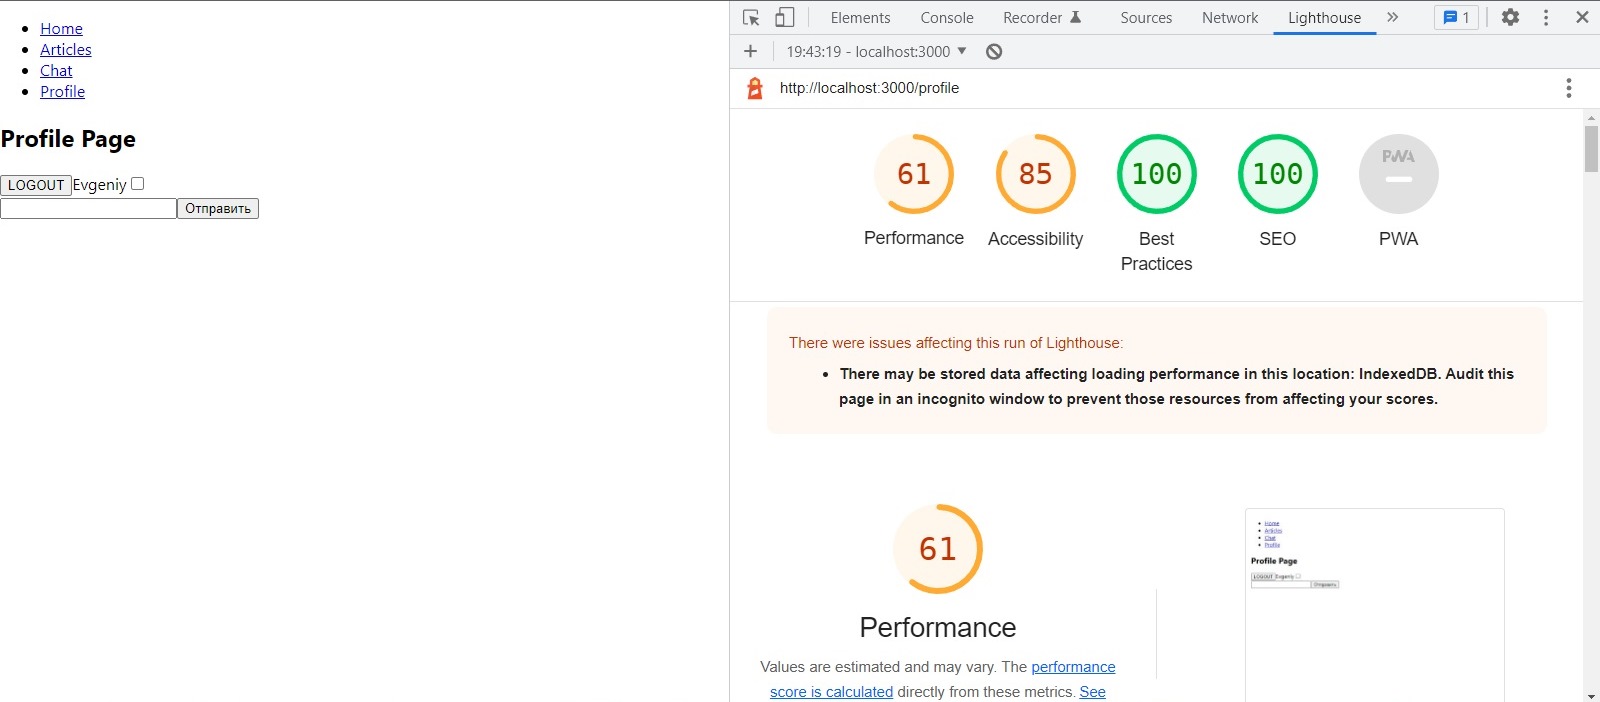 Home
Articles
Chat
Profile
Profile Page
LOGOUT Evgeniy
Отправить
Elements Console Recorder Sources Network Lighthouse 1
19:43:19 - localhost:3000
http://localhost:3000/profile
61 85 100 100 PWA
Performance Accessibility Best Practices SEO PWA
There were issues affecting this run of Lighthouse:
There may be stored data affecting loading performance in this location: IndexedDB. Audit this
page in an incognito window to prevent those resources from affecting your scores.
61
Performance
Values are estimated and may vary. The performance
score is calculated directly from these metrics. See
Home
Articles
Chat
Profile
Profile Page
LOGOUT Evgeniy
Отправить